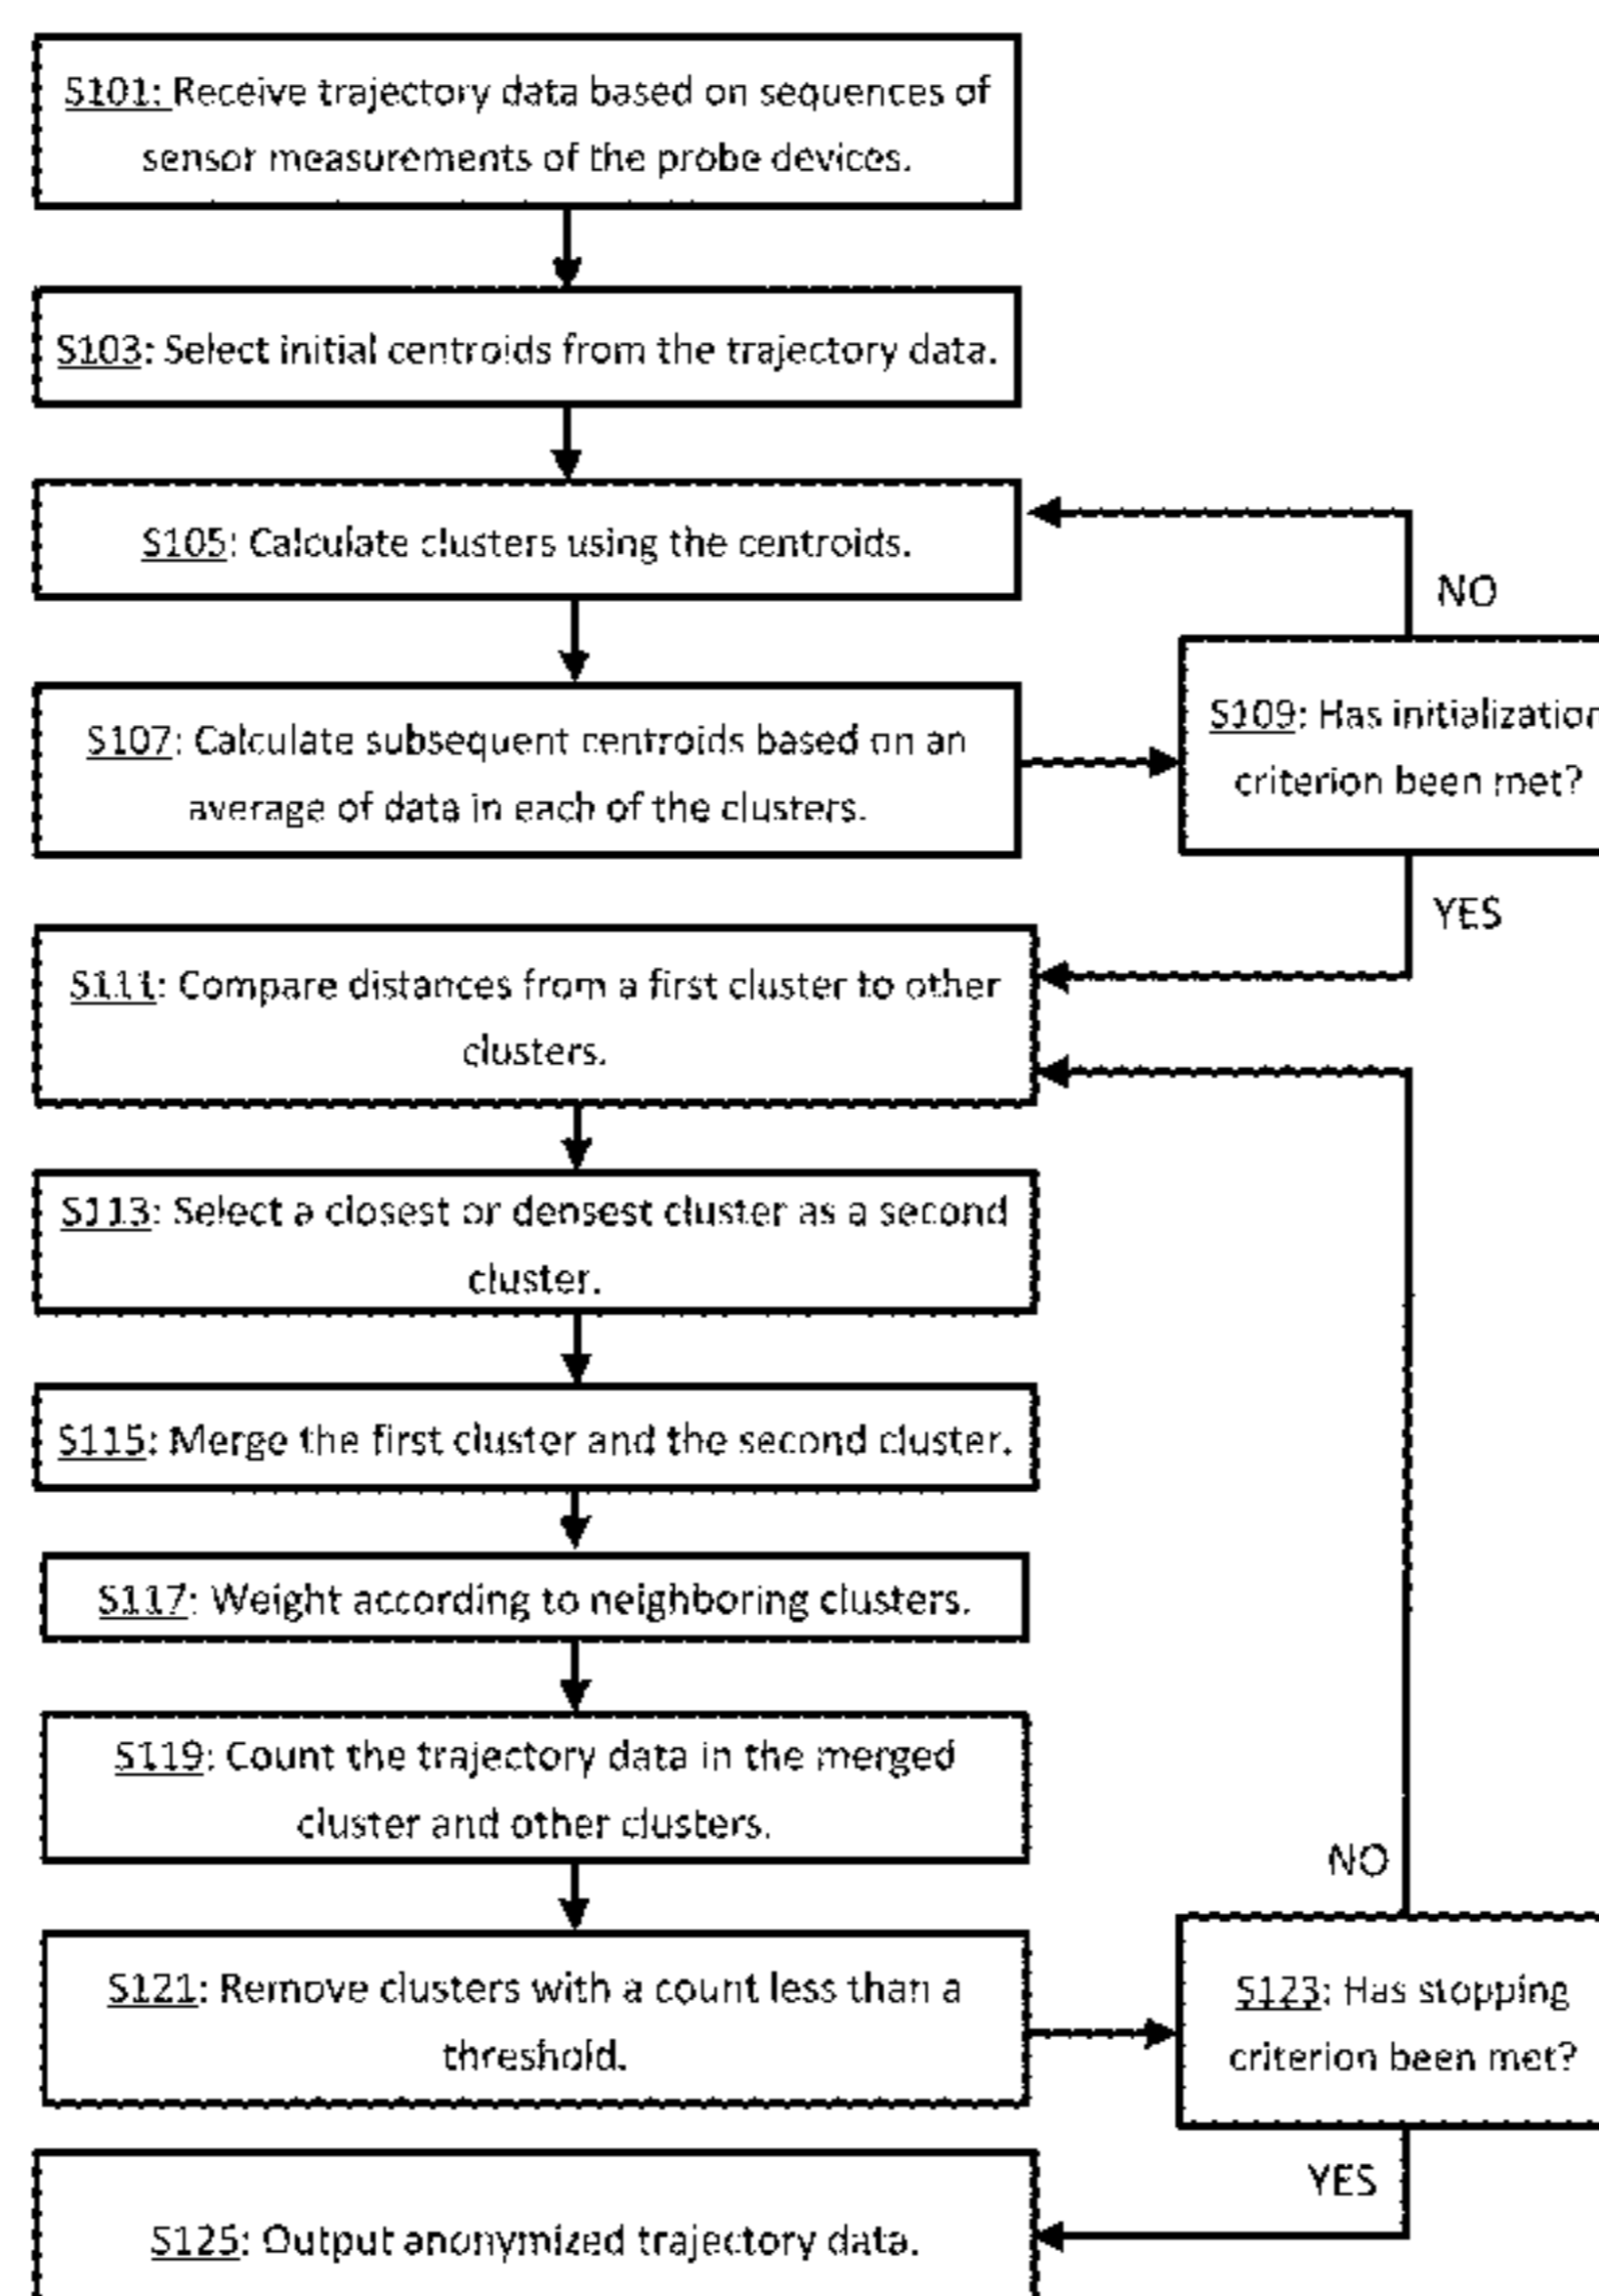 S101: Receive trajectory data based on sequences of
sensor measurements of the probe devices.
S103: Select initial centroids from the trajectory data.
S105: Calculate clusters using the centroids.
NO
S107: Calculate subsequent centroids based on an
average of data in each of the clusters.
S109: Has initialization
criterion been met?
YES
S111: Compare distances from a first cluster to other
clusters.
S113: Select a closest or densest cluster as a second
cluster.
S115: Merge the first cluster and the second cluster.
S117: Weight according to neighboring clusters.
S119: Count the trajectory data in the merged
cluster and other clusters.
NO
S121: Remove clusters with a count less than a
threshold.
S123: Has stopping
criterion been met?
YES
S125: Output anonymized trajectory data.